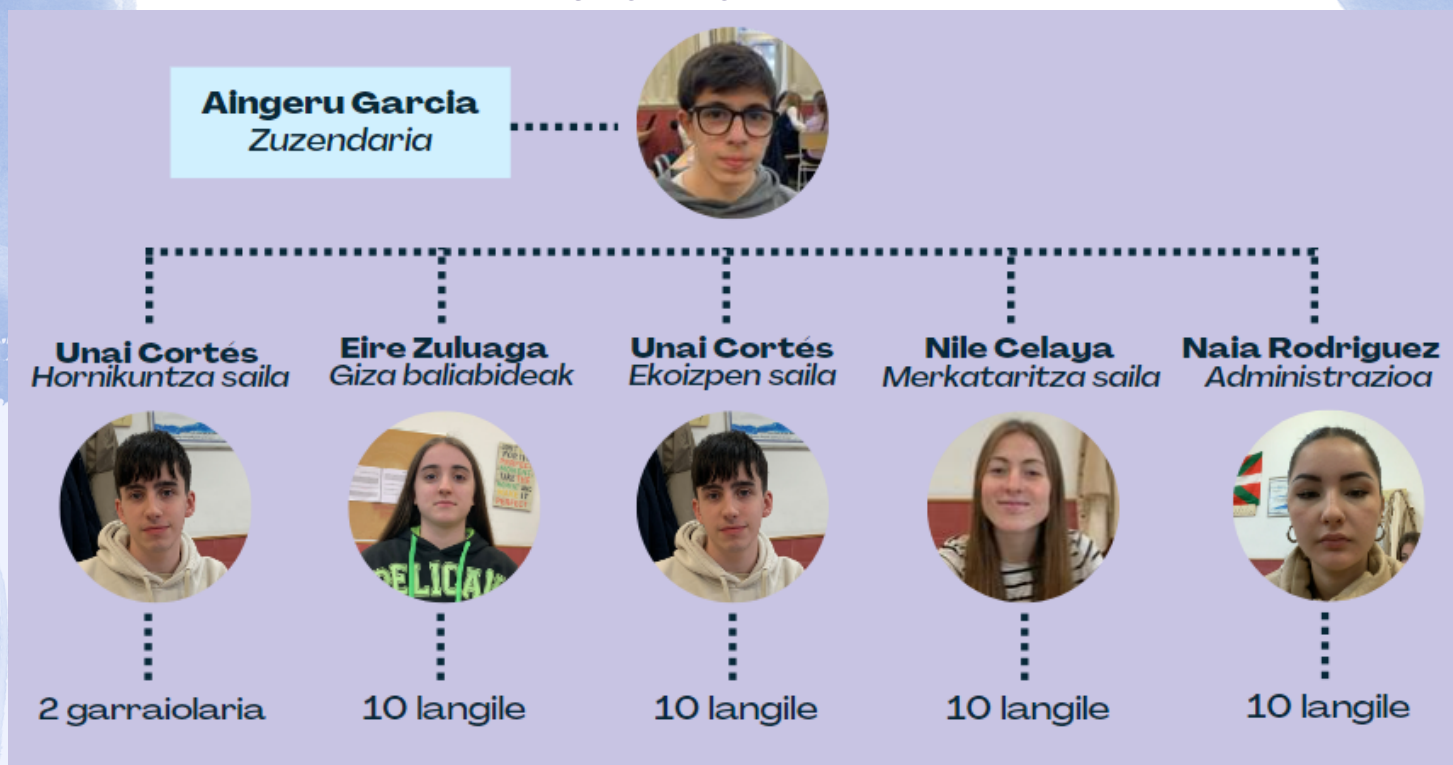 Aingeru Garcia
Zuzendaria
Unai Cortés
Hornikuntza saila
Eire Zuluaga
Giza baliabideak
Unai Cortés
Ekoizpen saila
Nile Celaya
Merkataritza saila
Naia Rodriguez
Administrazioa
2 garraiolaria
10 langile
10 langile
10 langile
10 langile